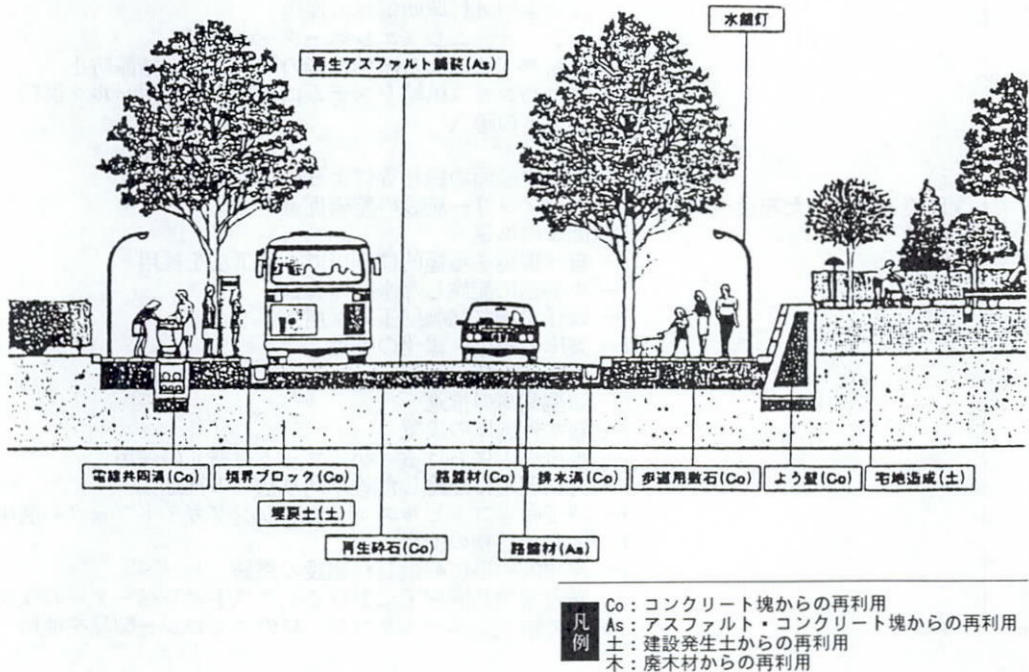 水銀灯
再生アスファルト舗装(As)
電線共同溝(Co)
境界ブロック(Co)
路盤材(Co)
排水溝(Co)
歩道用敷石(Co)
よう壁(Co)
宅地造成(土)
埋戻土(土)
再生砕石(Co)
路盤材(As)
凡例
Co：コンクリート塊からの再利用
As：アスファルト・コンクリート塊からの再利用
土：建設発生土からの再利用
木：廃木材からの再利用